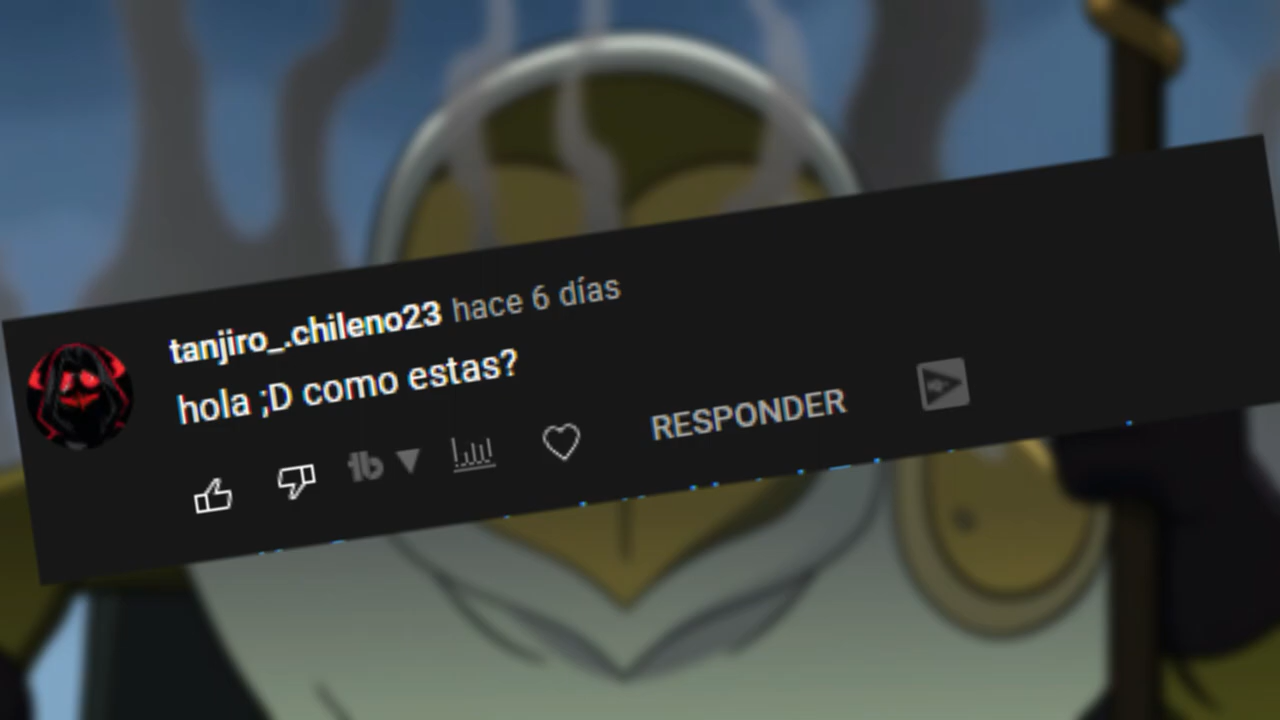 tanjiro_.chileno23 hace 6 días
hola ;D como estas?
RESPONDER